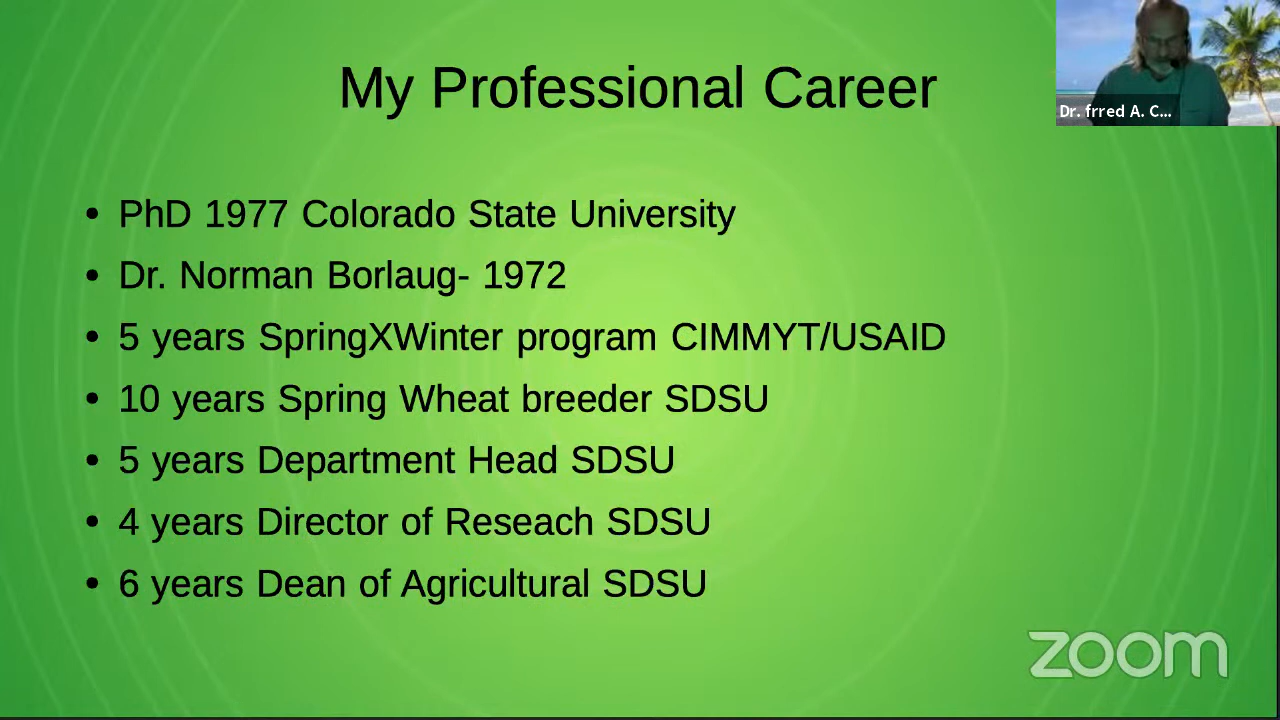 My Professional Career
Dr. frred A. C...
• PhD 1977 Colorado State University
• Dr. Norman Borlaug- 1972
• 5 years SpringXWinter program CIMMYT/USAID
• 10 years Spring Wheat breeder SDSU
• 5 years Department Head SDSU
• 4 years Director of Reseach SDSU
• 6 years Dean of Agricultural SDSU
zoom